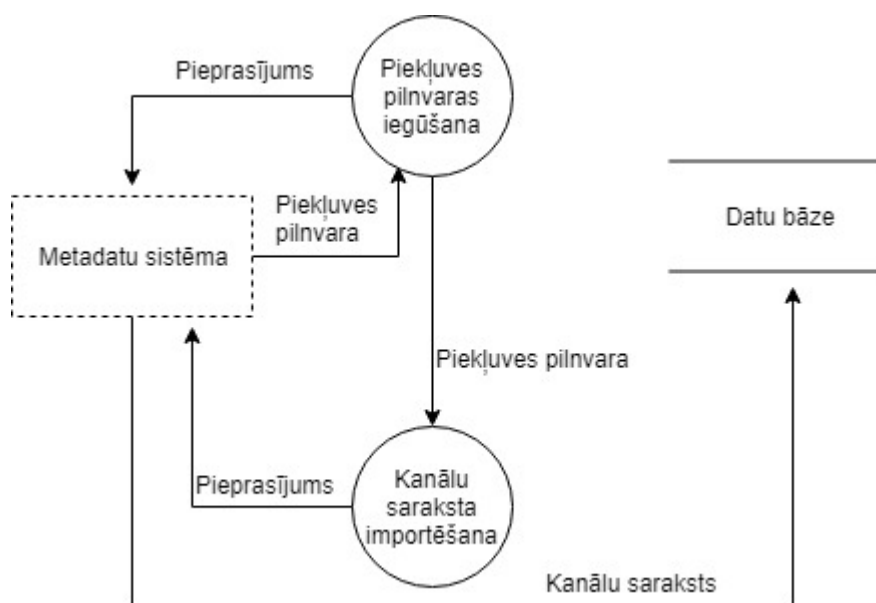 Pieprasījums
Piekļuves
pilnvaras
iegūšana
Piekļuves
pilnvara
Metadatu sistēma
Datu bāze
Piekļuves pilnvara
Pieprasījums
Kanālu
saraksta
importēšana
Kanālu saraksts